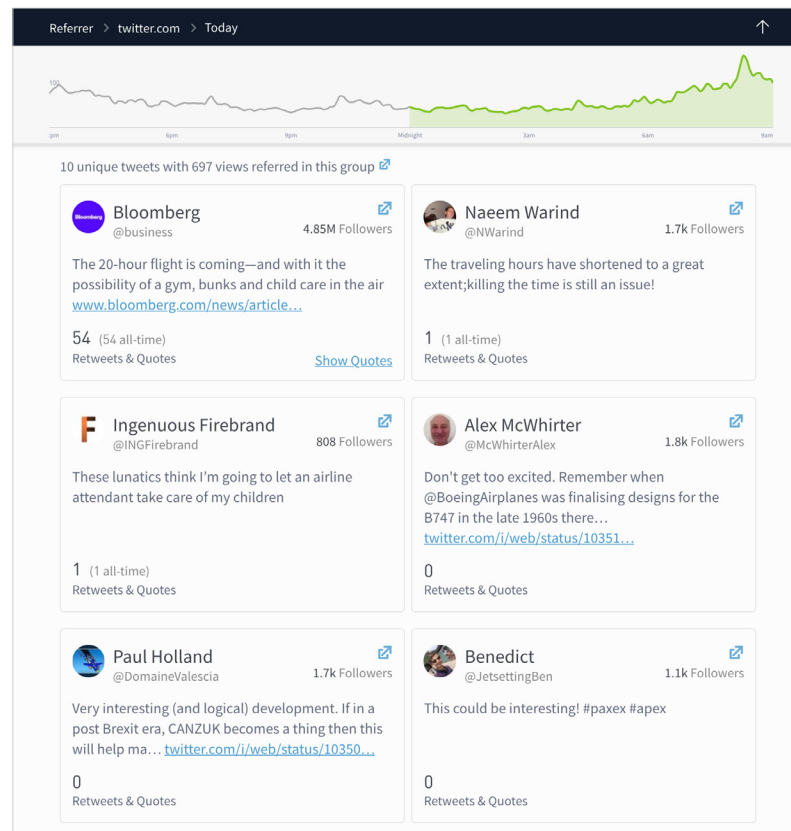 Referrer > twitter.com > Today
100
pm 6pm 9pm Midnight 3am 6am 9am
10 unique tweets with 697 views referred in this group
Bloomberg
Bloomberg
@business
4.85M Followers
The 20-hour flight is coming—and with it the
possibility of a gym, bunks and child care in the air
www.bloomberg.com/news/article…
54 (54 all-time)
Retweets & Quotes
Show Quotes
Naeem Warind
@NWarind
1.7k Followers
The traveling hours have shortened to a great
extent;killing the time is still an issue!
1 (1 all-time)
Retweets & Quotes
F
Ingenuous Firebrand
@INGFirebrand
808 Followers
These lunatics think I'm going to let an airline
attendant take care of my children
1 (1 all-time)
Retweets & Quotes
Alex McWhirter
@McWhirterAlex
1.8k Followers
Don't get too excited. Remember when
@BoeingAirplanes was finalising designs for the
B747 in the late 1960s there…
twitter.com/i/web/status/10351…
0
Retweets & Quotes
Paul Holland
@DomaineValescia
1.7k Followers
Very interesting (and logical) development. If in a
post Brexit era, CANZUK becomes a thing then this
will help ma… twitter.com/i/web/status/10350…
0
Retweets & Quotes
Benedict
@JetsettingBen
1.1k Followers
This could be interesting! #paxex #apex
0
Retweets & Quotes